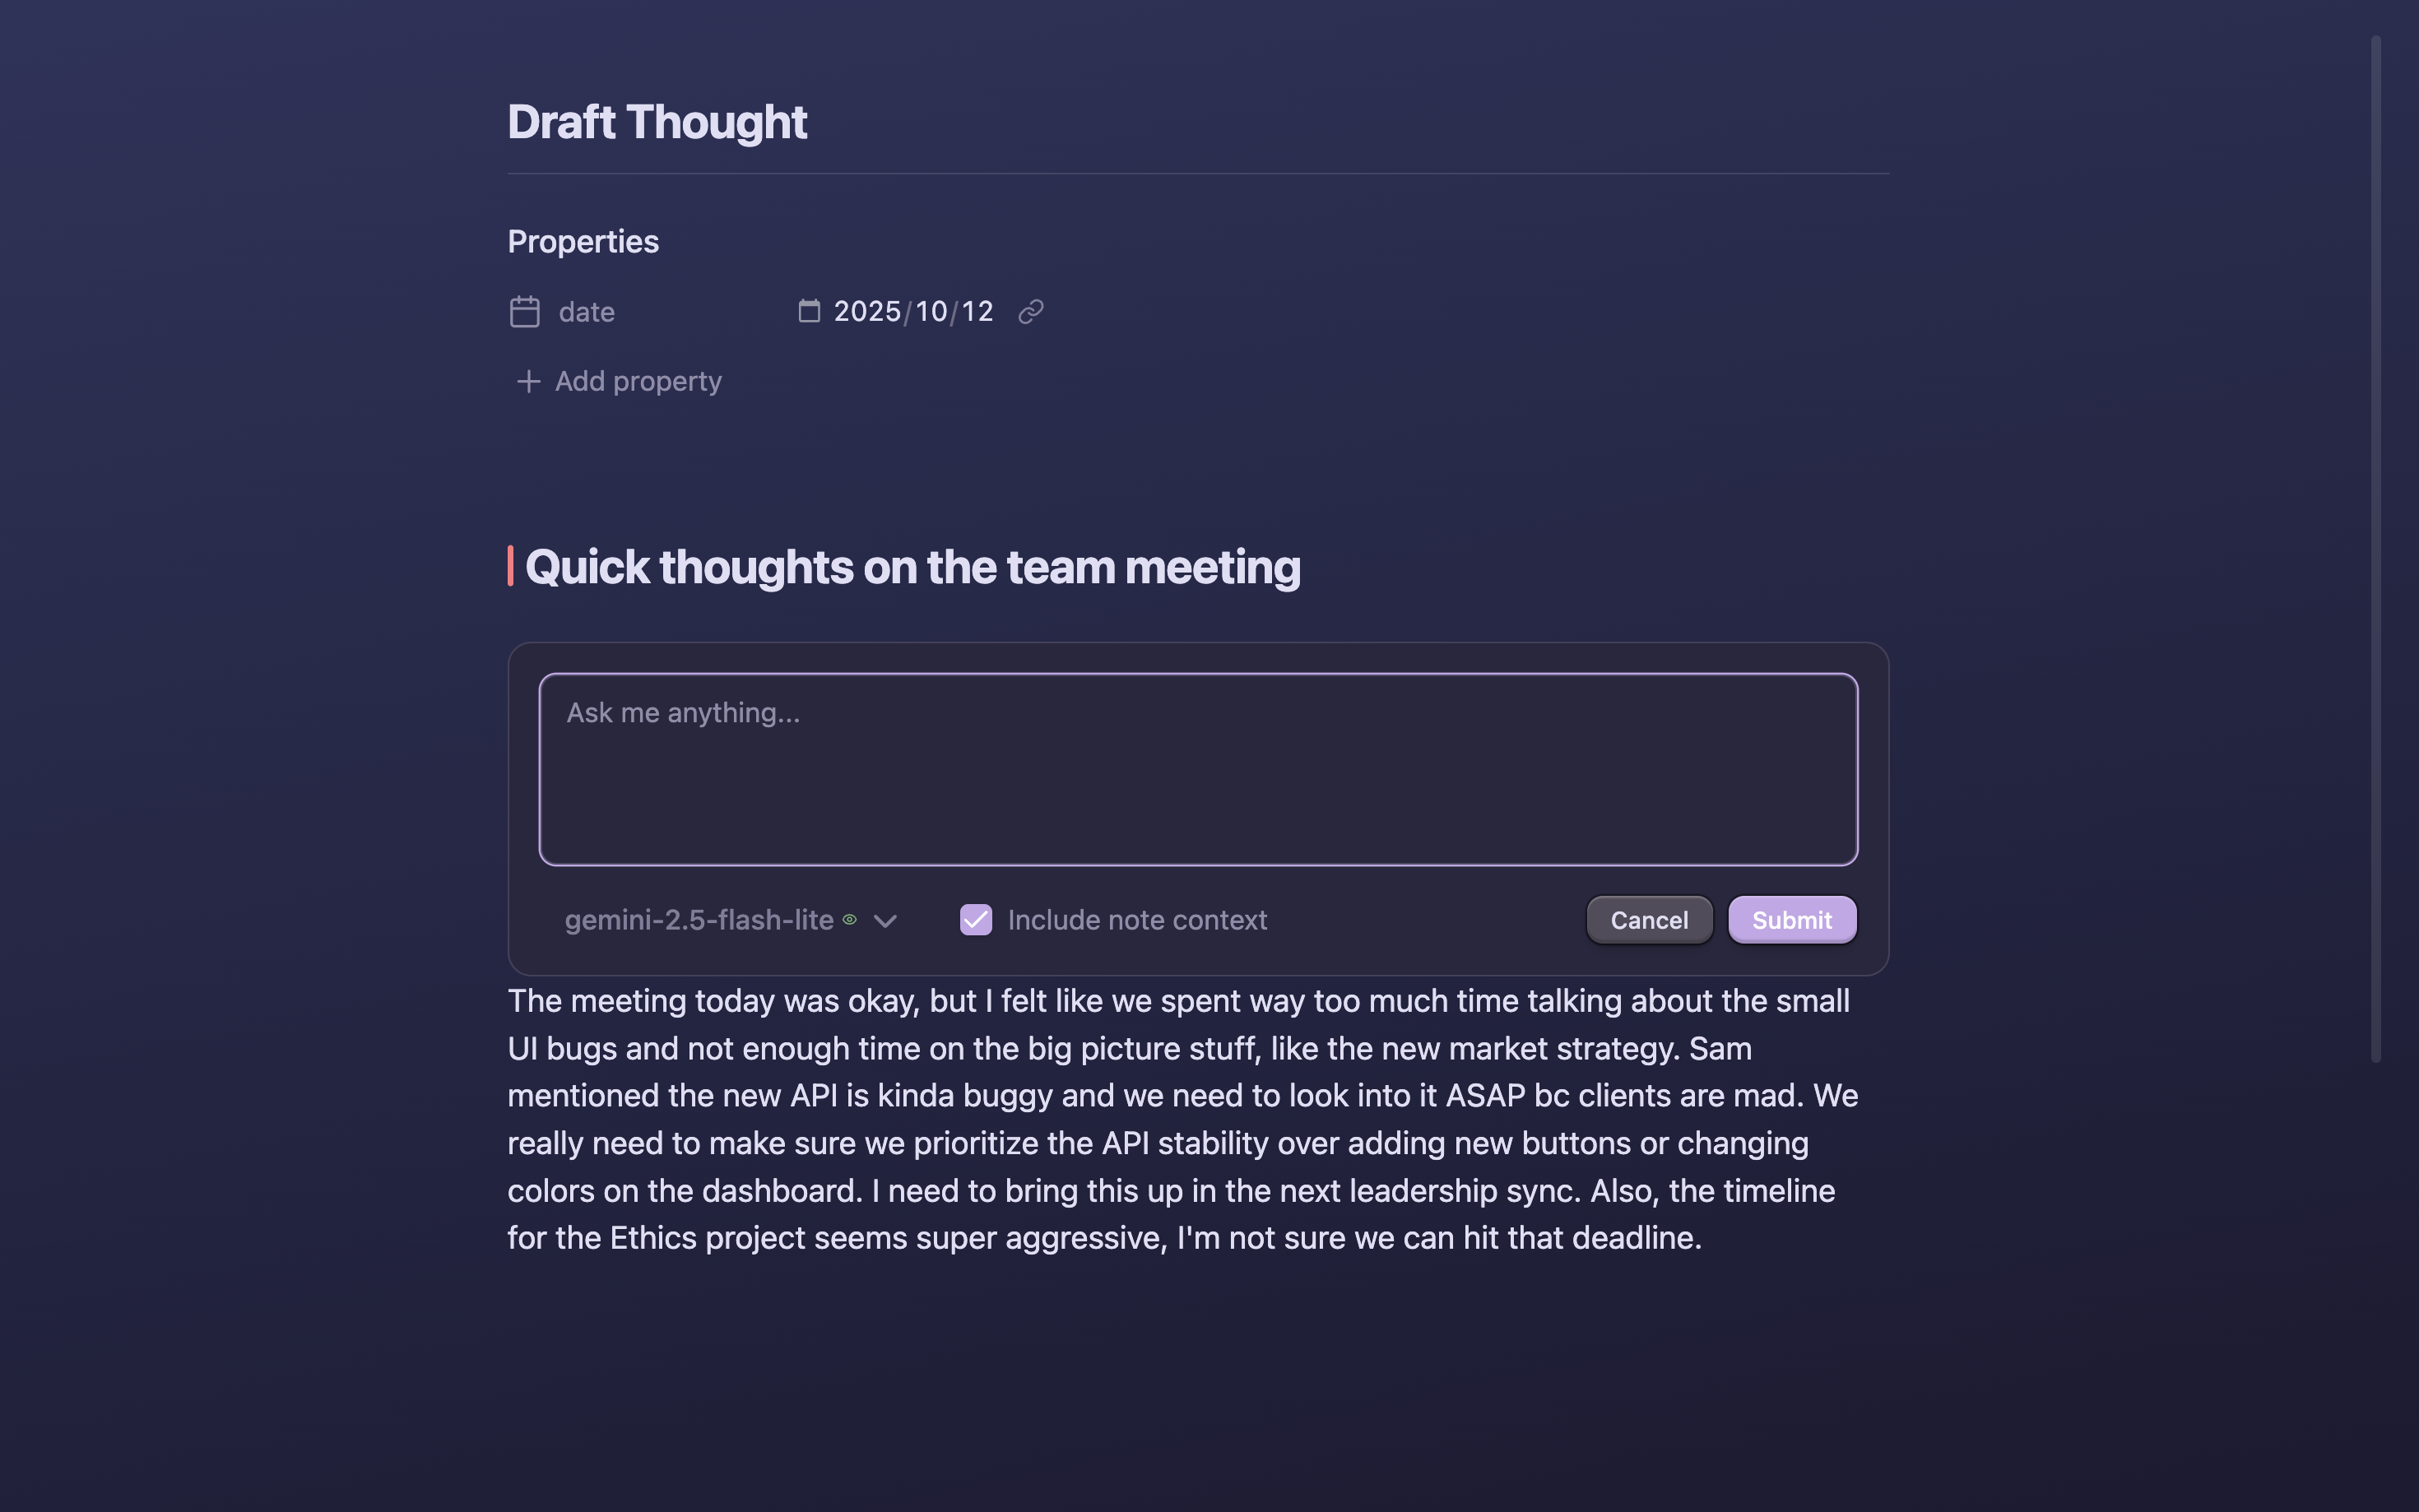 Draft Thought
Properties
date 2025/10/12
Add property
Quick thoughts on the team meeting
Ask me anything...
gemini-2.5-flash-lite Include note context Cancel Submit
The meeting today was okay, but I felt like we spent way too much time talking about the small
UI bugs and not enough time on the big picture stuff, like the new market strategy. Sam
mentioned the new API is kinda buggy and we need to look into it ASAP bc clients are mad. We
really need to make sure we prioritize the API stability over adding new buttons or changing
colors on the dashboard. I need to bring this up in the next leadership sync. Also, the timeline
for the Ethics project seems super aggressive, I'm not sure we can hit that deadline.